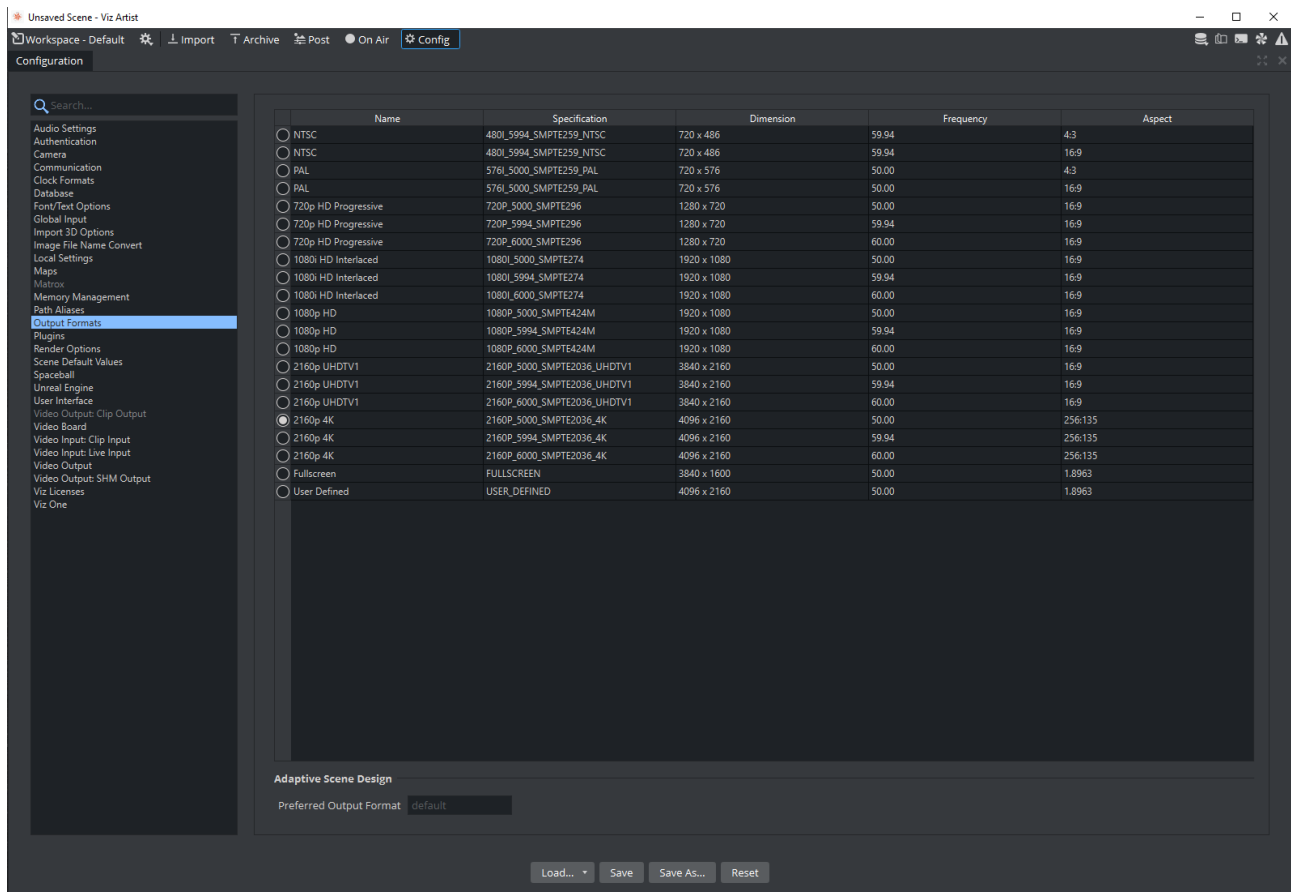 Unsaved Scene - Viz Artist
Workspace - Default Import Archive Post On Air Config
Configuration
Search...
Audio Settings
Authentication
Camera
Communication
Clock Formats
Database
Font/Text Options
Global Input
Import 3D Options
Image File Name Convert
Local Settings
Maps
Matrox
Memory Management
Path Aliases
Output Formats
Plugins
Render Options
Scene Default Values
Spaceball
Unreal Engine
User Interface
Video Output: Clip Output
Video Board
Video Input: Clip Input
Video Input: Live Input
Video Output
Video Output: SHM Output
Viz Licenses
Viz One
Name Specification Dimension Frequency Aspect
NTSC 480I_5994_SMPTE259_NTSC 720 x 486 59.94 4:3
NTSC 480I_5994_SMPTE259_NTSC 720 x 486 59.94 16:9
PAL 576I_5000_SMPTE259_PAL 720 x 576 50.00 4:3
PAL 576I_5000_SMPTE259_PAL 720 x 576 50.00 16:9
720p HD Progressive 720P_5000_SMPTE296 1280 x 720 50.00 16:9
720p HD Progressive 720P_5994_SMPTE296 1280 x 720 59.94 16:9
720p HD Progressive 720P_6000_SMPTE296 1280 x 720 60.00 16:9
1080i HD Interlaced 1080I_5000_SMPTE274 1920 x 1080 50.00 16:9
1080i HD Interlaced 1080I_5994_SMPTE274 1920 x 1080 59.94 16:9
1080i HD Interlaced 1080I_6000_SMPTE274 1920 x 1080 60.00 16:9
1080p HD 1080P_5000_SMPTE424M 1920 x 1080 50.00 16:9
1080p HD 1080P_5994_SMPTE424M 1920 x 1080 59.94 16:9
1080p HD 1080P_6000_SMPTE424M 1920 x 1080 60.00 16:9
2160p UHDTV1 2160P_5000_SMPTE2036_UHDTV1 3840 x 2160 50.00 16:9
2160p UHDTV1 2160P_5994_SMPTE2036_UHDTV1 3840 x 2160 59.94 16:9
2160p UHDTV1 2160P_6000_SMPTE2036_UHDTV1 3840 x 2160 60.00 16:9
2160p 4K 2160P_5000_SMPTE2036_4K 4096 x 2160 50.00 256:135
2160p 4K 2160P_5994_SMPTE2036_4K 4096 x 2160 59.94 256:135
2160p 4K 2160P_6000_SMPTE2036_4K 4096 x 2160 60.00 256:135
Fullscreen FULLSCREEN 3840 x 1600 50.00 1.8963
User Defined USER_DEFINED 4096 x 2160 50.00 1.8963
Adaptive Scene Design
Preferred Output Format default
Load... Save Save As... Reset